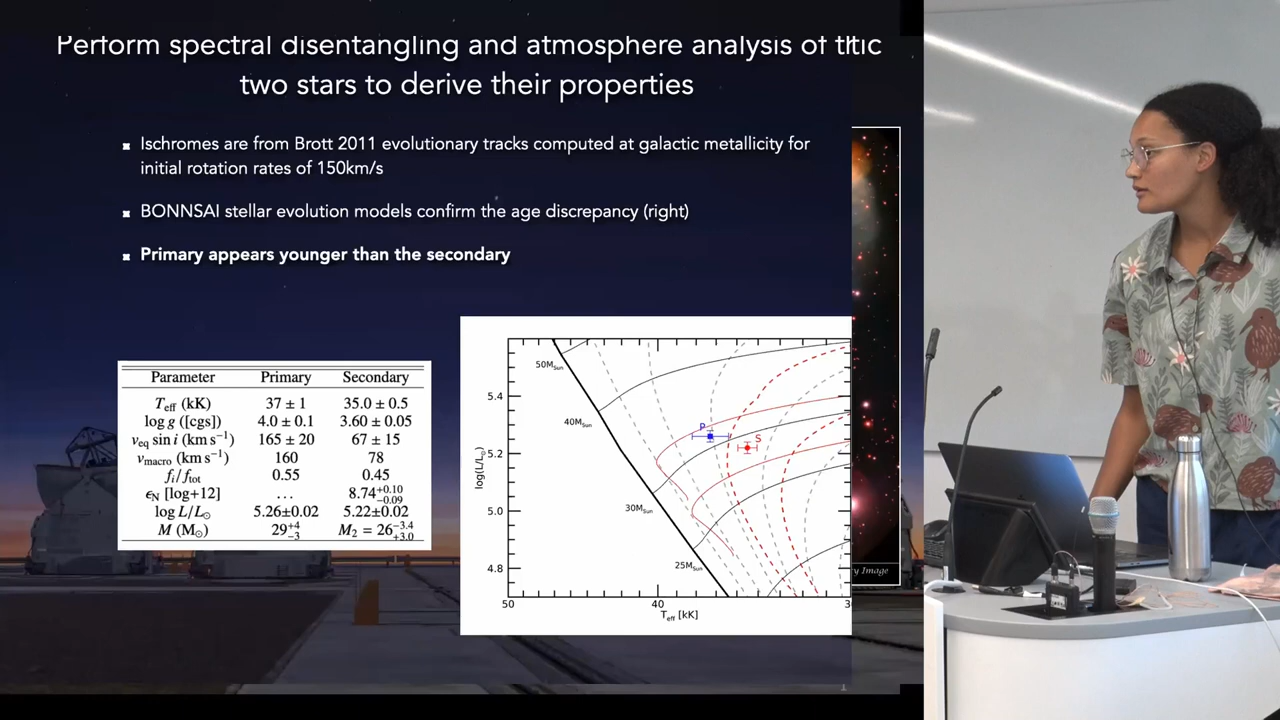 Perform spectral disentangling and atmosphere analysis of
two stars to derive their properties
Ischromes are from Brott 2011 evolutionary tracks computed at galactic metallicity for
initial rotation rates of 150km/s
BONNSAI stellar evolution models confirm the age discrepancy (right)
Primary appears younger than the secondary
Parameter Primary Secondary
T_eff (kK) 37 ± 1 35.0 ± 0.5
log g ([cgs]) 4.0 ± 0.1 3.60 ± 0.05
v_eq sin i (km s⁻¹) 165 ± 20 67 ± 15
v_macro (km s⁻¹) 160 78
f_i/f_tot 0.55 0.45
ϵ_N [log+12] ... 8.74+0.10 −0.09
log L/L⊙ 5.26±0.02 5.22±0.02
M (M⊙) 29+4 −3 M₂ = 26−3.4 +3.0
50M_Sun
5.4
40M_Sun
P
S
5.2
log(L/L⊙)
5.0
30M_Sun
25M_Sun
4.8
50 40 3
T_eff [kK]
y Image